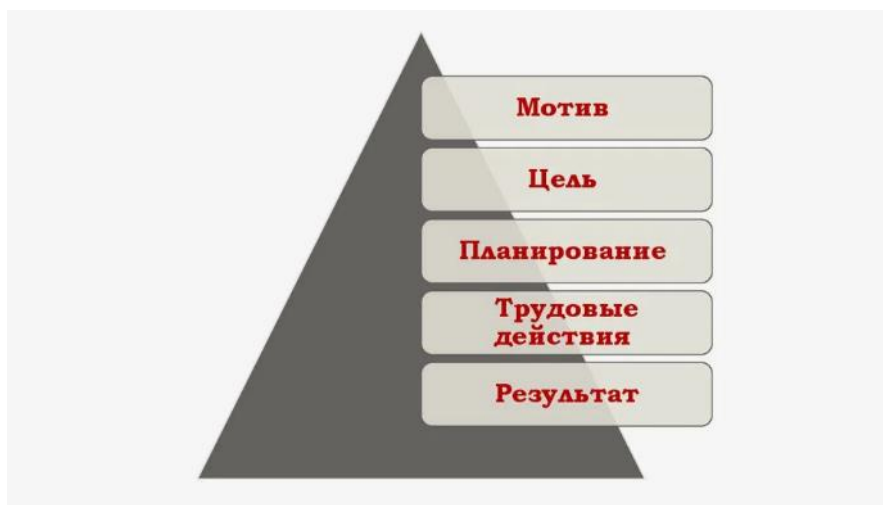 Мотив
Цель
Планирование
Трудовые
действия
Результат